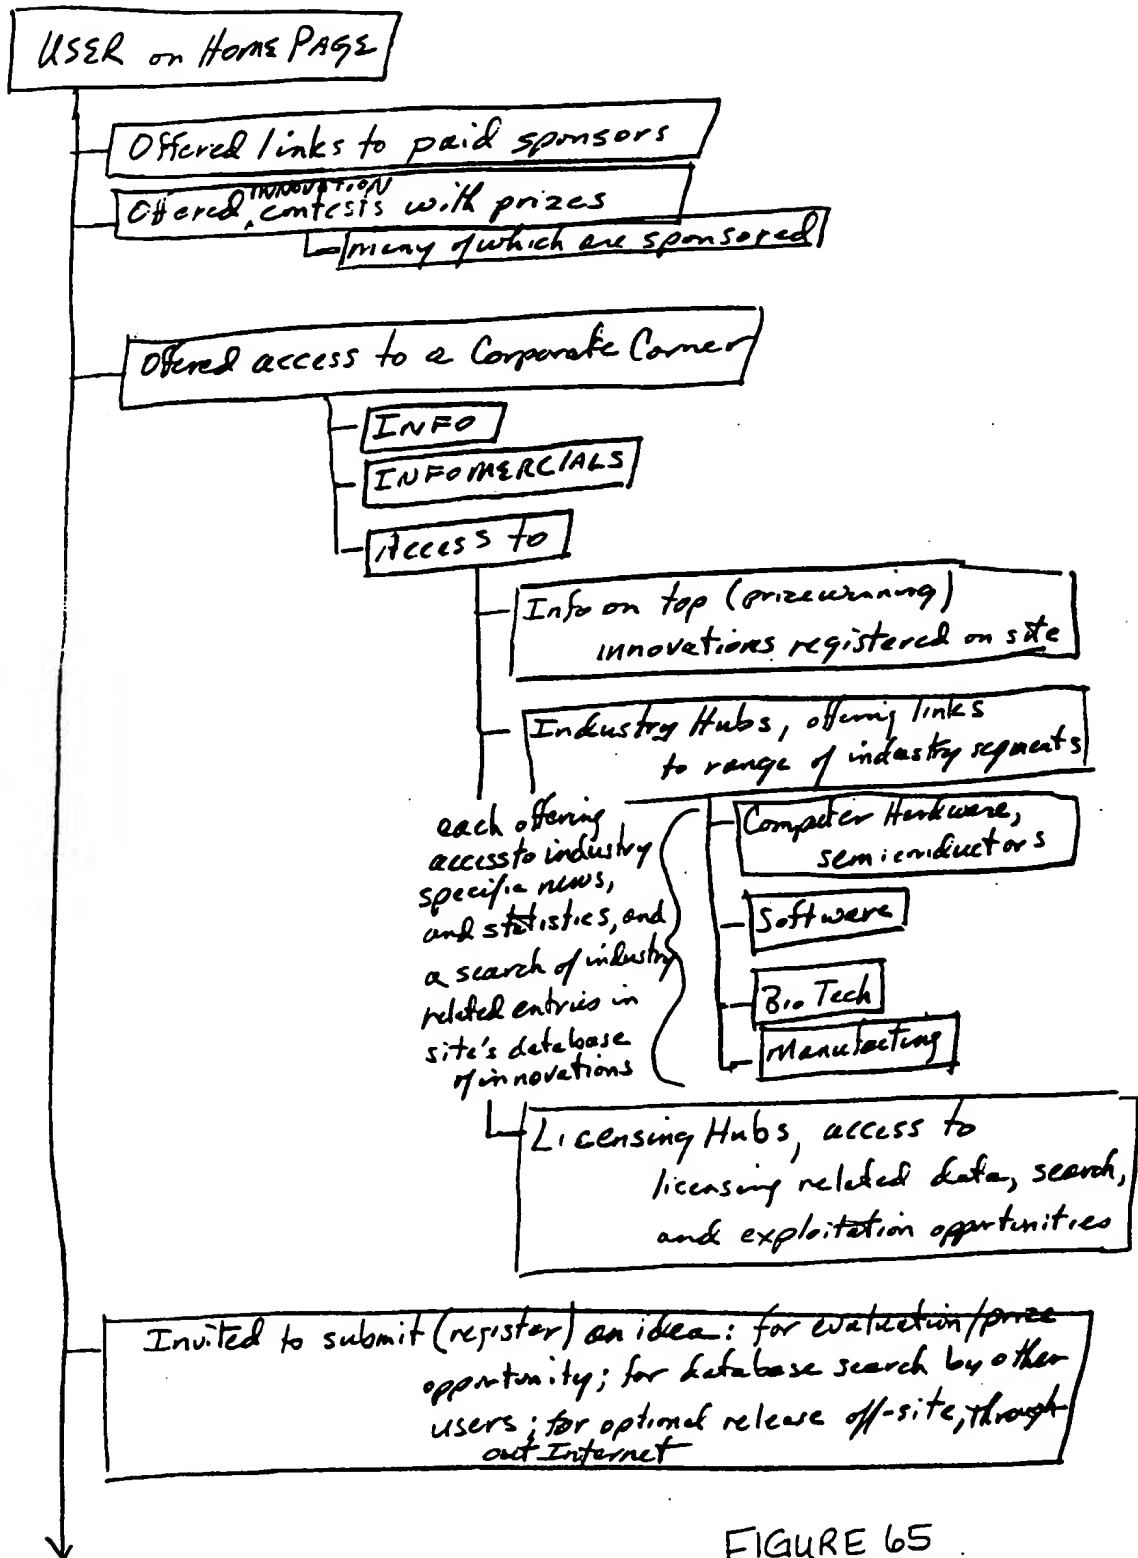 USER on HOME PAGE
Offered links to paid sponsors
INNOVATION
Offered contests with prizes
many of which are sponsored
Offered access to a Corporate Corner
INFO
INFOMERCIALS
Access to
Info on top (prizewinning)
innovations registered on site
Industry Hubs, offering links
to range of industry segments
each offering
access to industry
specific news,
and statistics, and
a search of industry
related entries in
site's database
of innovations
Computer Hardware,
semiconductors
Software
Bio Tech
Manufacting
Licensing Hubs, access to
licensing related data, search,
and exploitation opportunities
Invited to submit (register) an idea: for evaluation/prize
opportunity; for database search by other
users; for optional release off-site, through-
out Internet
FIGURE 65